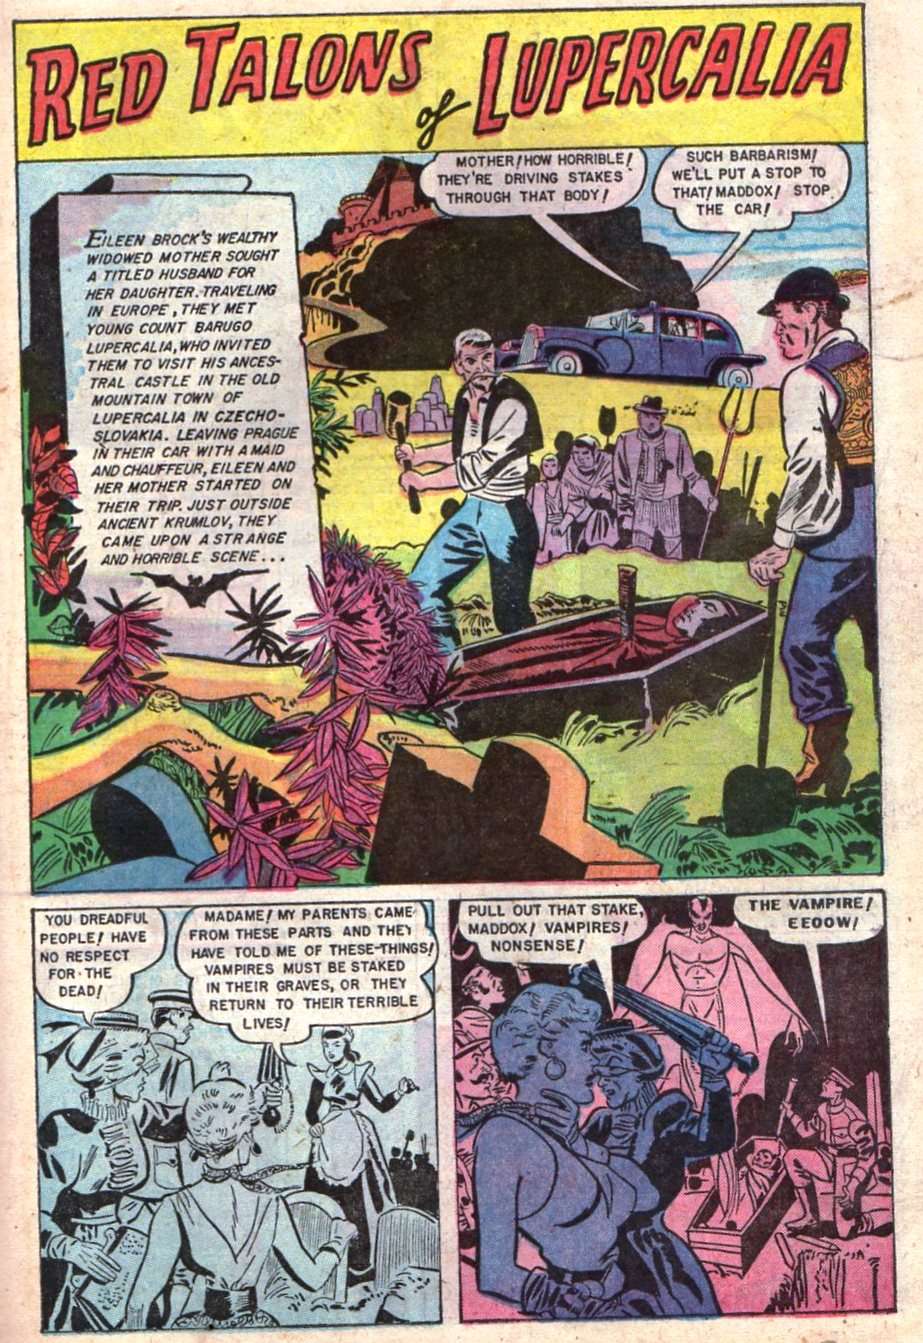 RED TALONS
of LUPERCALIA
MOTHER! HOW HORRIBLE!
THEY'RE DRIVING STAKES
THROUGH THAT BODY!
SUCH BARBARISM!
WE'LL PUT A STOP TO
THAT! MADDOX! STOP
THE CAR!
EILEEN BROCK'S WEALTHY
WIDOWED MOTHER SOUGHT
A TITLED HUSBAND FOR
HER DAUGHTER. TRAVELING
IN EUROPE, THEY MET
YOUNG COUNT BARUGO
LUPERCALIA, WHO INVITED
THEM TO VISIT HIS ANCES-
TRAL CASTLE IN THE OLD
MOUNTAIN TOWN OF
LUPERCALIA IN CZECHO-
SLOVAKIA. LEAVING PRAGUE
IN THEIR CAR WITH A MAID
AND CHAUFFEUR, EILEEN AND
HER MOTHER STARTED ON
THEIR TRIP. JUST OUTSIDE
ANCIENT KRUMLOV, THEY
CAME UPON A STRANGE
AND HORRIBLE SCENE...
YOU DREADFUL
PEOPLE! HAVE
NO RESPECT
FOR THE
DEAD!
MADAME! MY PARENTS CAME
FROM THESE PARTS AND THEY
HAVE TOLD ME OF THESE-THINGS!
VAMPIRES MUST BE STAKED
IN THEIR GRAVES, OR THEY
RETURN TO THEIR TERRIBLE
LIVES!
PULL OUT THAT STAKE,
MADDOX! VAMPIRES!
NONSENSE!
THE VAMPIRE!
EEOOW!